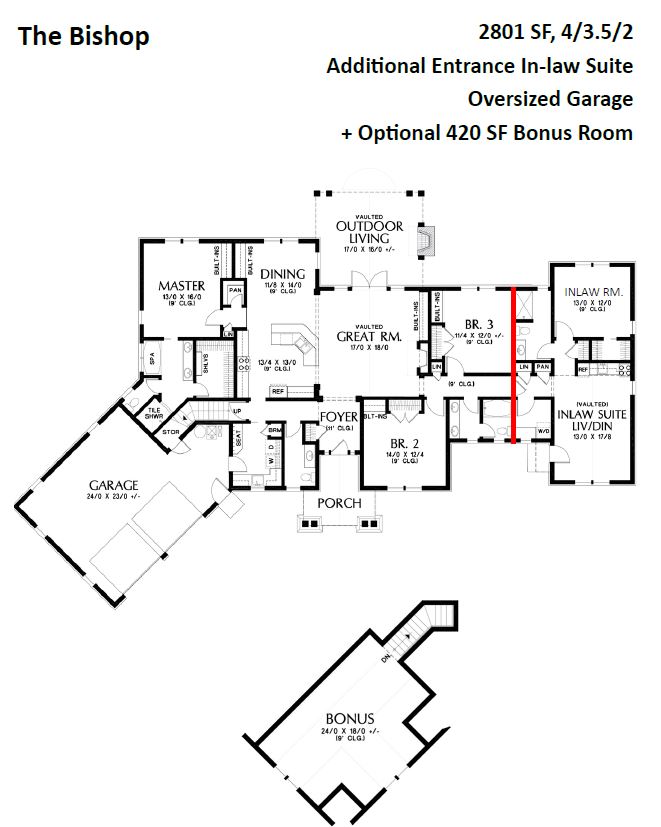 The Bishop
2801 SF, 4/3.5/2
Additional Entrance In-law Suite
Oversized Garage
+ Optional 420 SF Bonus Room
VAULTED
OUTDOOR
LIVING
17/0 X 16/0 +/-
BUILT-INS
BUILT-INS
MASTER
13/0 X 16/0
(9' CLG.)
DINING
11/8 X 14/0
(9' CLG.)
PAN
LIN
SPA
SHLVS
13/4 X 13/0
(9' CLG.)
REF
VAULTED
GREAT RM.
17/0 X 18/0
BUILT-INS
BUILT-INS
BR. 3
11/4 X 12/0 +/-
(9' CLG.)
LIN
(9' CLG.)
INLAW RM.
13/0 X 12/0
(9' CLG.)
LIN
PAN
REF
(VAULTED)
INLAW SUITE
LIV/DIN
13/0 X 17/8
W/D
TILE
SHWR
STOR
UP
SEAT
BRM
W
D
FOYER
(11' CLG.)
BLT-INS
BR. 2
14/0 X 12/4
(9' CLG.)
GARAGE
24/0 X 23/0 +/-
PORCH
DN.
BONUS
24/0 X 18/0 +/-
(9' CLG.)